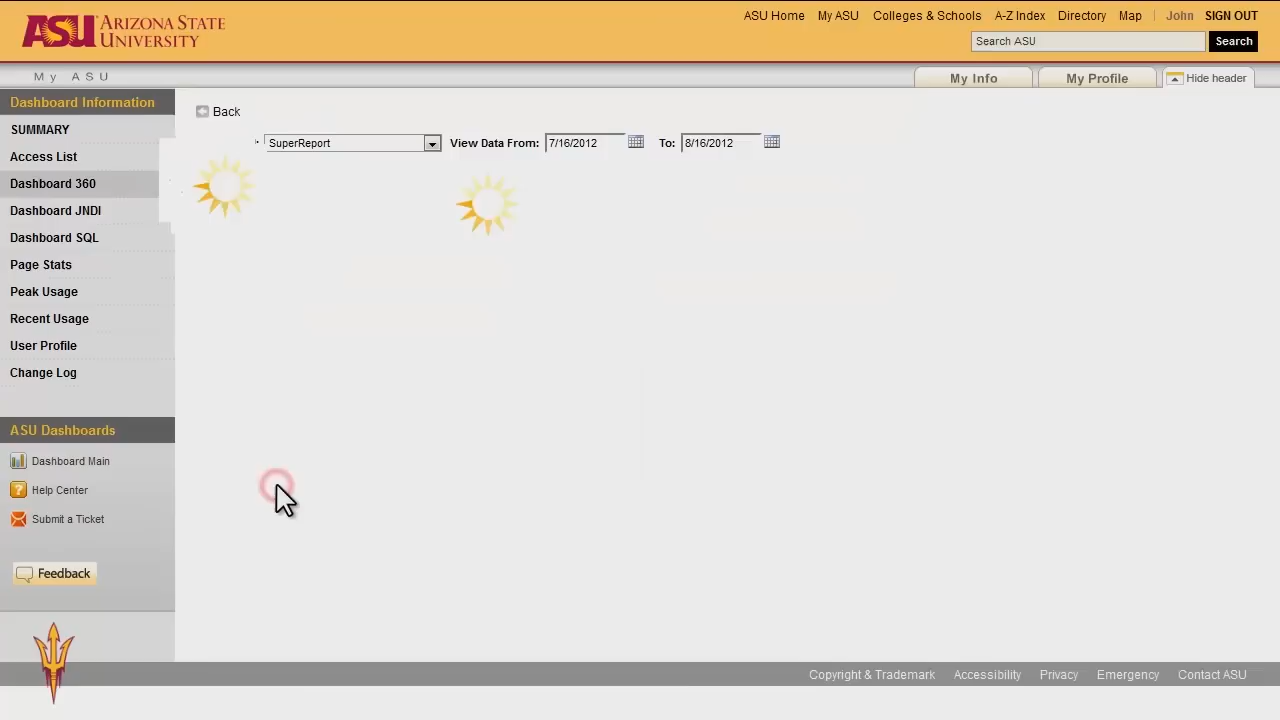 ASU ARIZONA STATE UNIVERSITY
ASU Home My ASU Colleges & Schools A-Z Index Directory Map | John SIGN OUT
Search ASU Search
My ASU
My Info My Profile Hide header
Dashboard Information
SUMMARY
Access List
Dashboard 360
Dashboard JNDI
Dashboard SQL
Page Stats
Peak Usage
Recent Usage
User Profile
Change Log
ASU Dashboards
Dashboard Main
Help Center
Submit a Ticket
Feedback
Back
SuperReport View Data From: 7/16/2012 To: 8/16/2012
Copyright & Trademark Accessibility Privacy Emergency Contact ASU